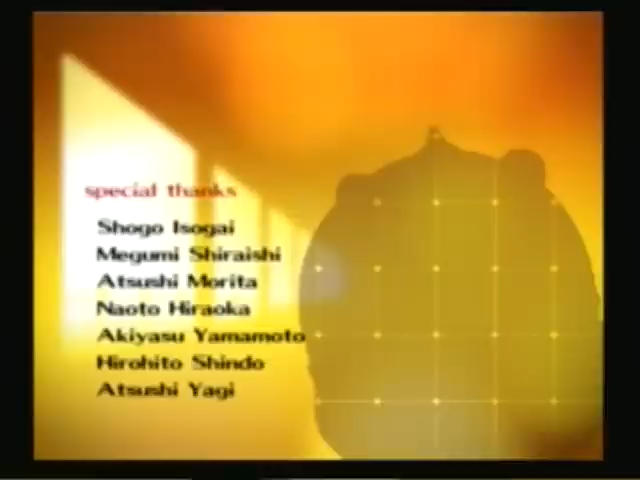 special thanks
Shogo Isogai
Megumi Shiraishi
Atsushi Morita
Naoto Hiraoka
Akiyasu Yamamoto
Hirohito Shindo
Atsushi Yagi